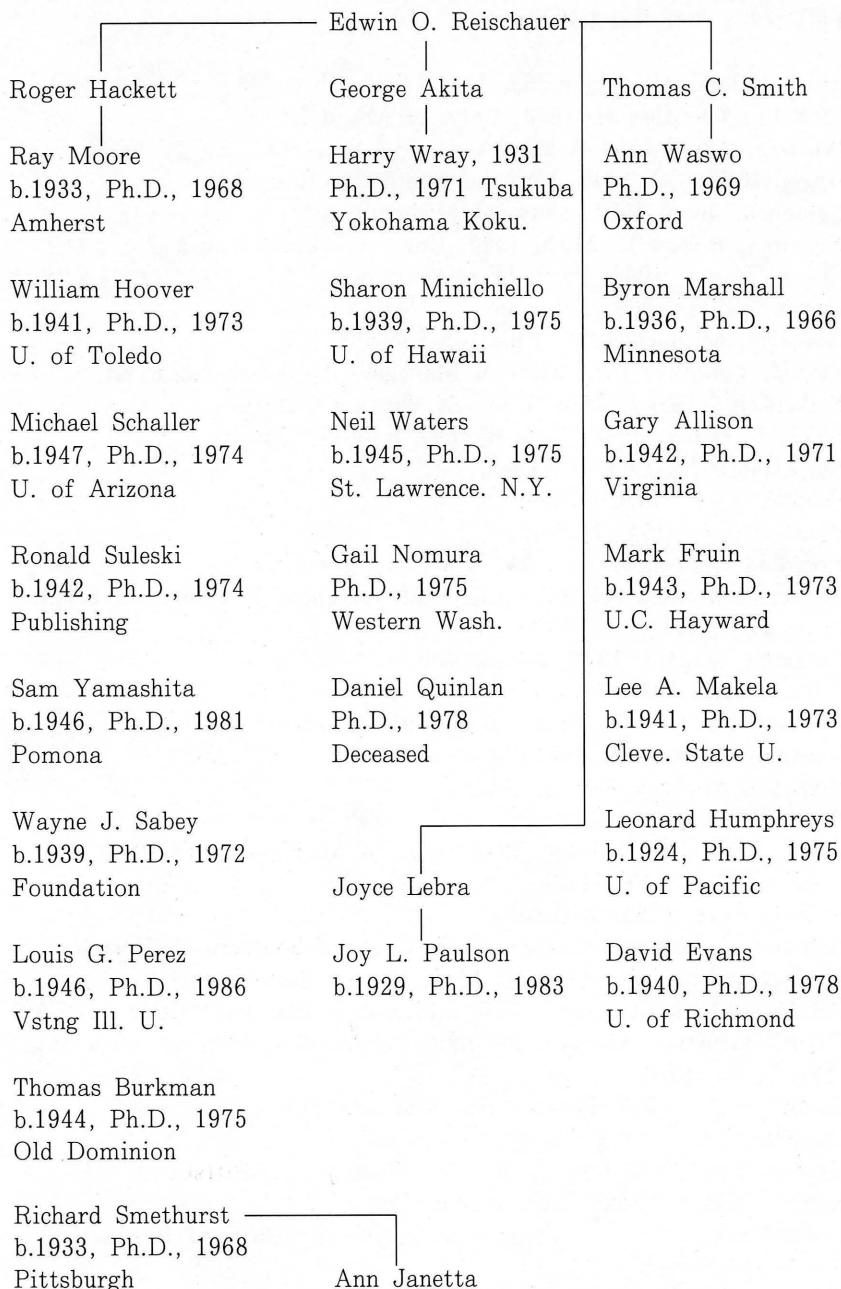 Edwin O. Reischauer
Roger Hackett
George Akita
Thomas C. Smith
Ray Moore
b.1933, Ph.D., 1968
Amherst
Harry Wray, 1931
Ph.D., 1971 Tsukuba
Yokohama Koku.
Ann Waswo
Ph.D., 1969
Oxford
William Hoover
b.1941, Ph.D., 1973
U. of Toledo
Sharon Minichiello
b.1939, Ph.D., 1975
U. of Hawaii
Byron Marshall
b.1936, Ph.D., 1966
Minnesota
Michael Schaller
b.1947, Ph.D., 1974
U. of Arizona
Neil Waters
b.1945, Ph.D., 1975
St. Lawrence. N.Y.
Gary Allison
b.1942, Ph.D., 1971
Virginia
Ronald Suleski
b.1942, Ph.D., 1974
Publishing
Gail Nomura
Ph.D., 1975
Western Wash.
Mark Fruin
b.1943, Ph.D., 1973
U.C. Hayward
Sam Yamashita
b.1946, Ph.D., 1981
Pomona
Daniel Quinlan
Ph.D., 1978
Deceased
Lee A. Makela
b.1941, Ph.D., 1973
Cleve. State U.
Wayne J. Sabey
b.1939, Ph.D., 1972
Foundation
Joyce Lebra
Leonard Humphreys
b.1924, Ph.D., 1975
U. of Pacific
Louis G. Perez
b.1946, Ph.D., 1986
Vstng Ill. U.
Joy L. Paulson
b.1929, Ph.D., 1983
David Evans
b.1940, Ph.D., 1978
U. of Richmond
Thomas Burkman
b.1944, Ph.D., 1975
Old Dominion
Richard Smethurst
b.1933, Ph.D., 1968
Pittsburgh
Ann Janetta